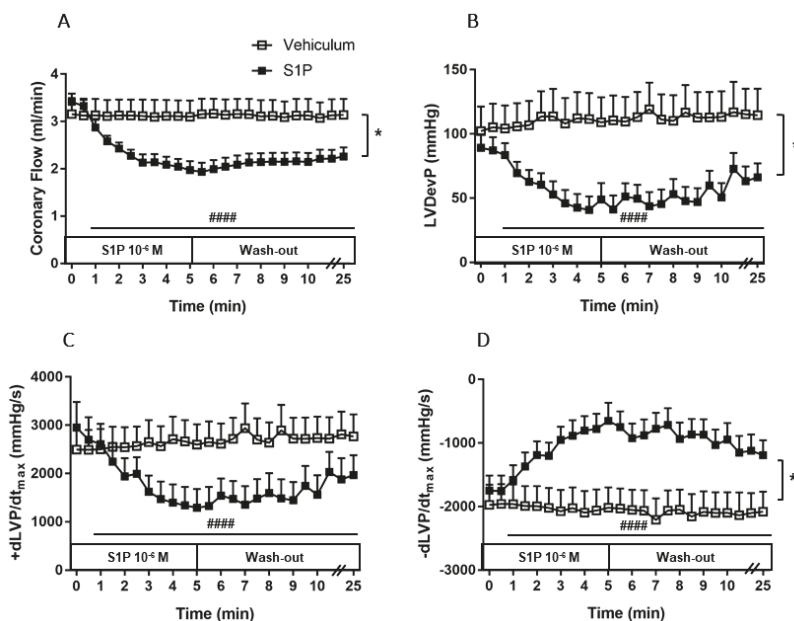 A
Vehiculum
S1P
Coronary Flow (ml/min)
4
3
2
1
0
*
####
S1P 10⁻⁶ M
Wash-out
0 1 2 3 4 5 6 7 8 9 10 25
Time (min)
B
LVDevP (mmHg)
150
100
50
0
*
####
S1P 10⁻⁶ M
Wash-out
0 1 2 3 4 5 6 7 8 9 10 25
Time (min)
C
+dLVP/dtmax (mmHg/s)
4000
3000
2000
1000
0
####
S1P 10⁻⁶ M
Wash-out
0 1 2 3 4 5 6 7 8 9 10 25
Time (min)
D
-dLVP/dtmax (mmHg/s)
0
-1000
-2000
-3000
*
####
S1P 10⁻⁶ M
Wash-out
0 1 2 3 4 5 6 7 8 9 10 25
Time (min)